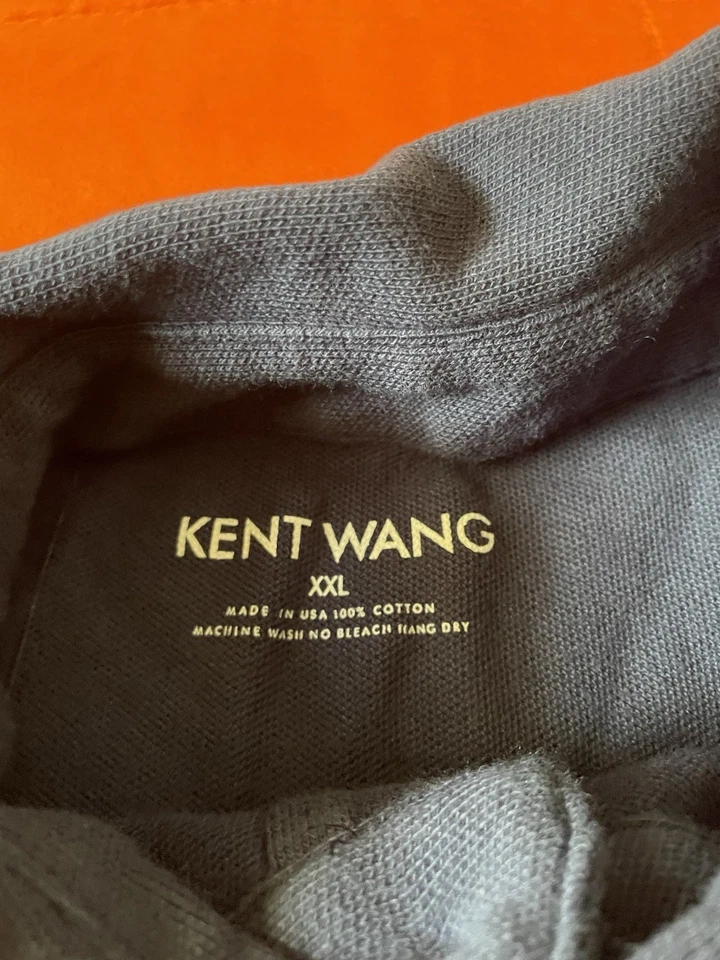 KENT WANG
XXL
MADE IN USA 100% COTTON
MACHINE WASH NO BLEACH HANG DRY